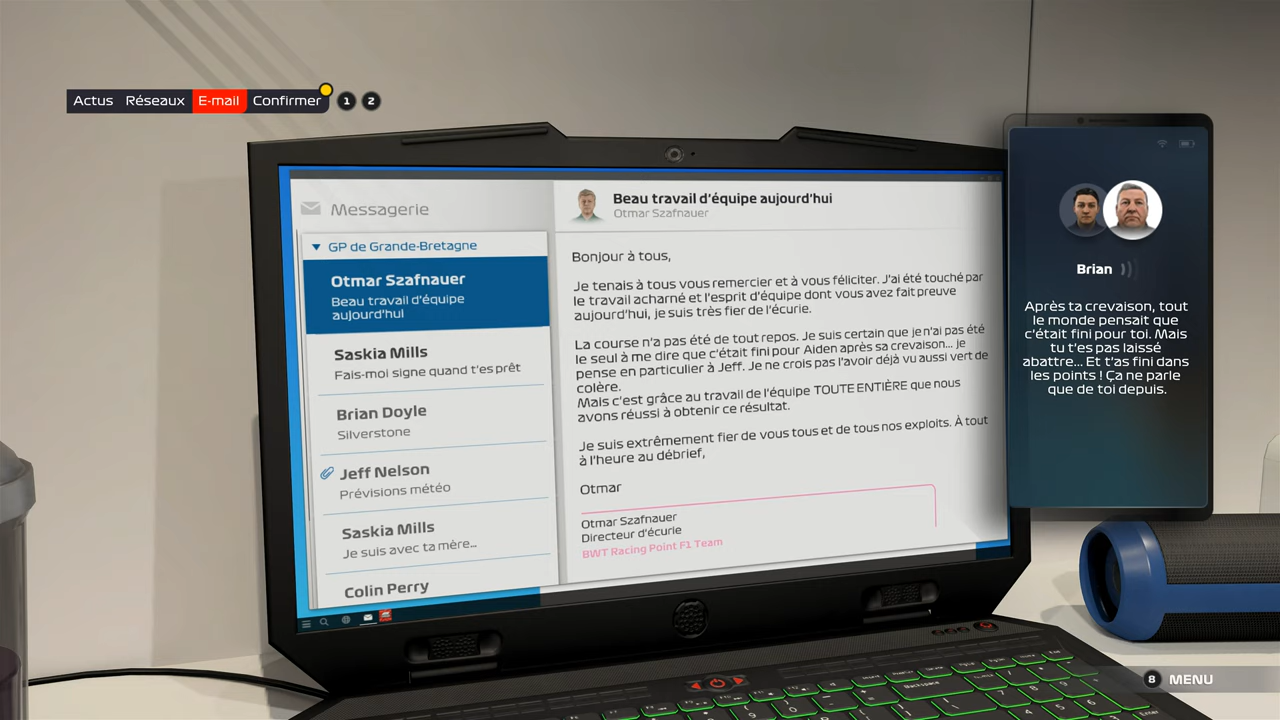 Actus Réseaux E-mail Confirmer 1 2
Messagerie
GP de Grande-Bretagne
Otmar Szafnauer
Beau travail d'équipe
aujourd'hui
Saskia Mills
Fais-moi signe quand t'es prêt
Brian Doyle
Silverstone
Jeff Nelson
Prévisions météo
Saskia Mills
Je suis avec ta mère...
Colin Perry
Beau travail d'équipe aujourd'hui
Otmar Szafnauer
Bonjour à tous,
Je tenais à tous vous remercier et à vous féliciter. J'ai été touché par
le travail acharné et l'esprit d'équipe dont vous avez fait preuve
aujourd'hui, je suis très fier de l'écurie.
La course n'a pas été de tout repos. Je suis certain que je n'ai pas été
le seul à me dire que c'était fini pour Aiden après sa crevaison... je
pense en particulier à Jeff. Je ne crois pas l'avoir déjà vu aussi vert de
colère.
Mais c'est grâce au travail de l'équipe TOUTE ENTIÈRE que nous
avons réussi à obtenir ce résultat.
Je suis extrêmement fier de vous tous et de tous nos exploits. À tout
à l'heure au débrief,
Otmar
Otmar Szafnauer
Directeur d'écurie
BWT Racing Point F1 Team
Brian
Après ta crevaison, tout
le monde pensait que
c'était fini pour toi. Mais
tu t'es pas laissé
abattre... Et t'as fini dans
les points ! Ça ne parle
que de toi depuis.
8 MENU